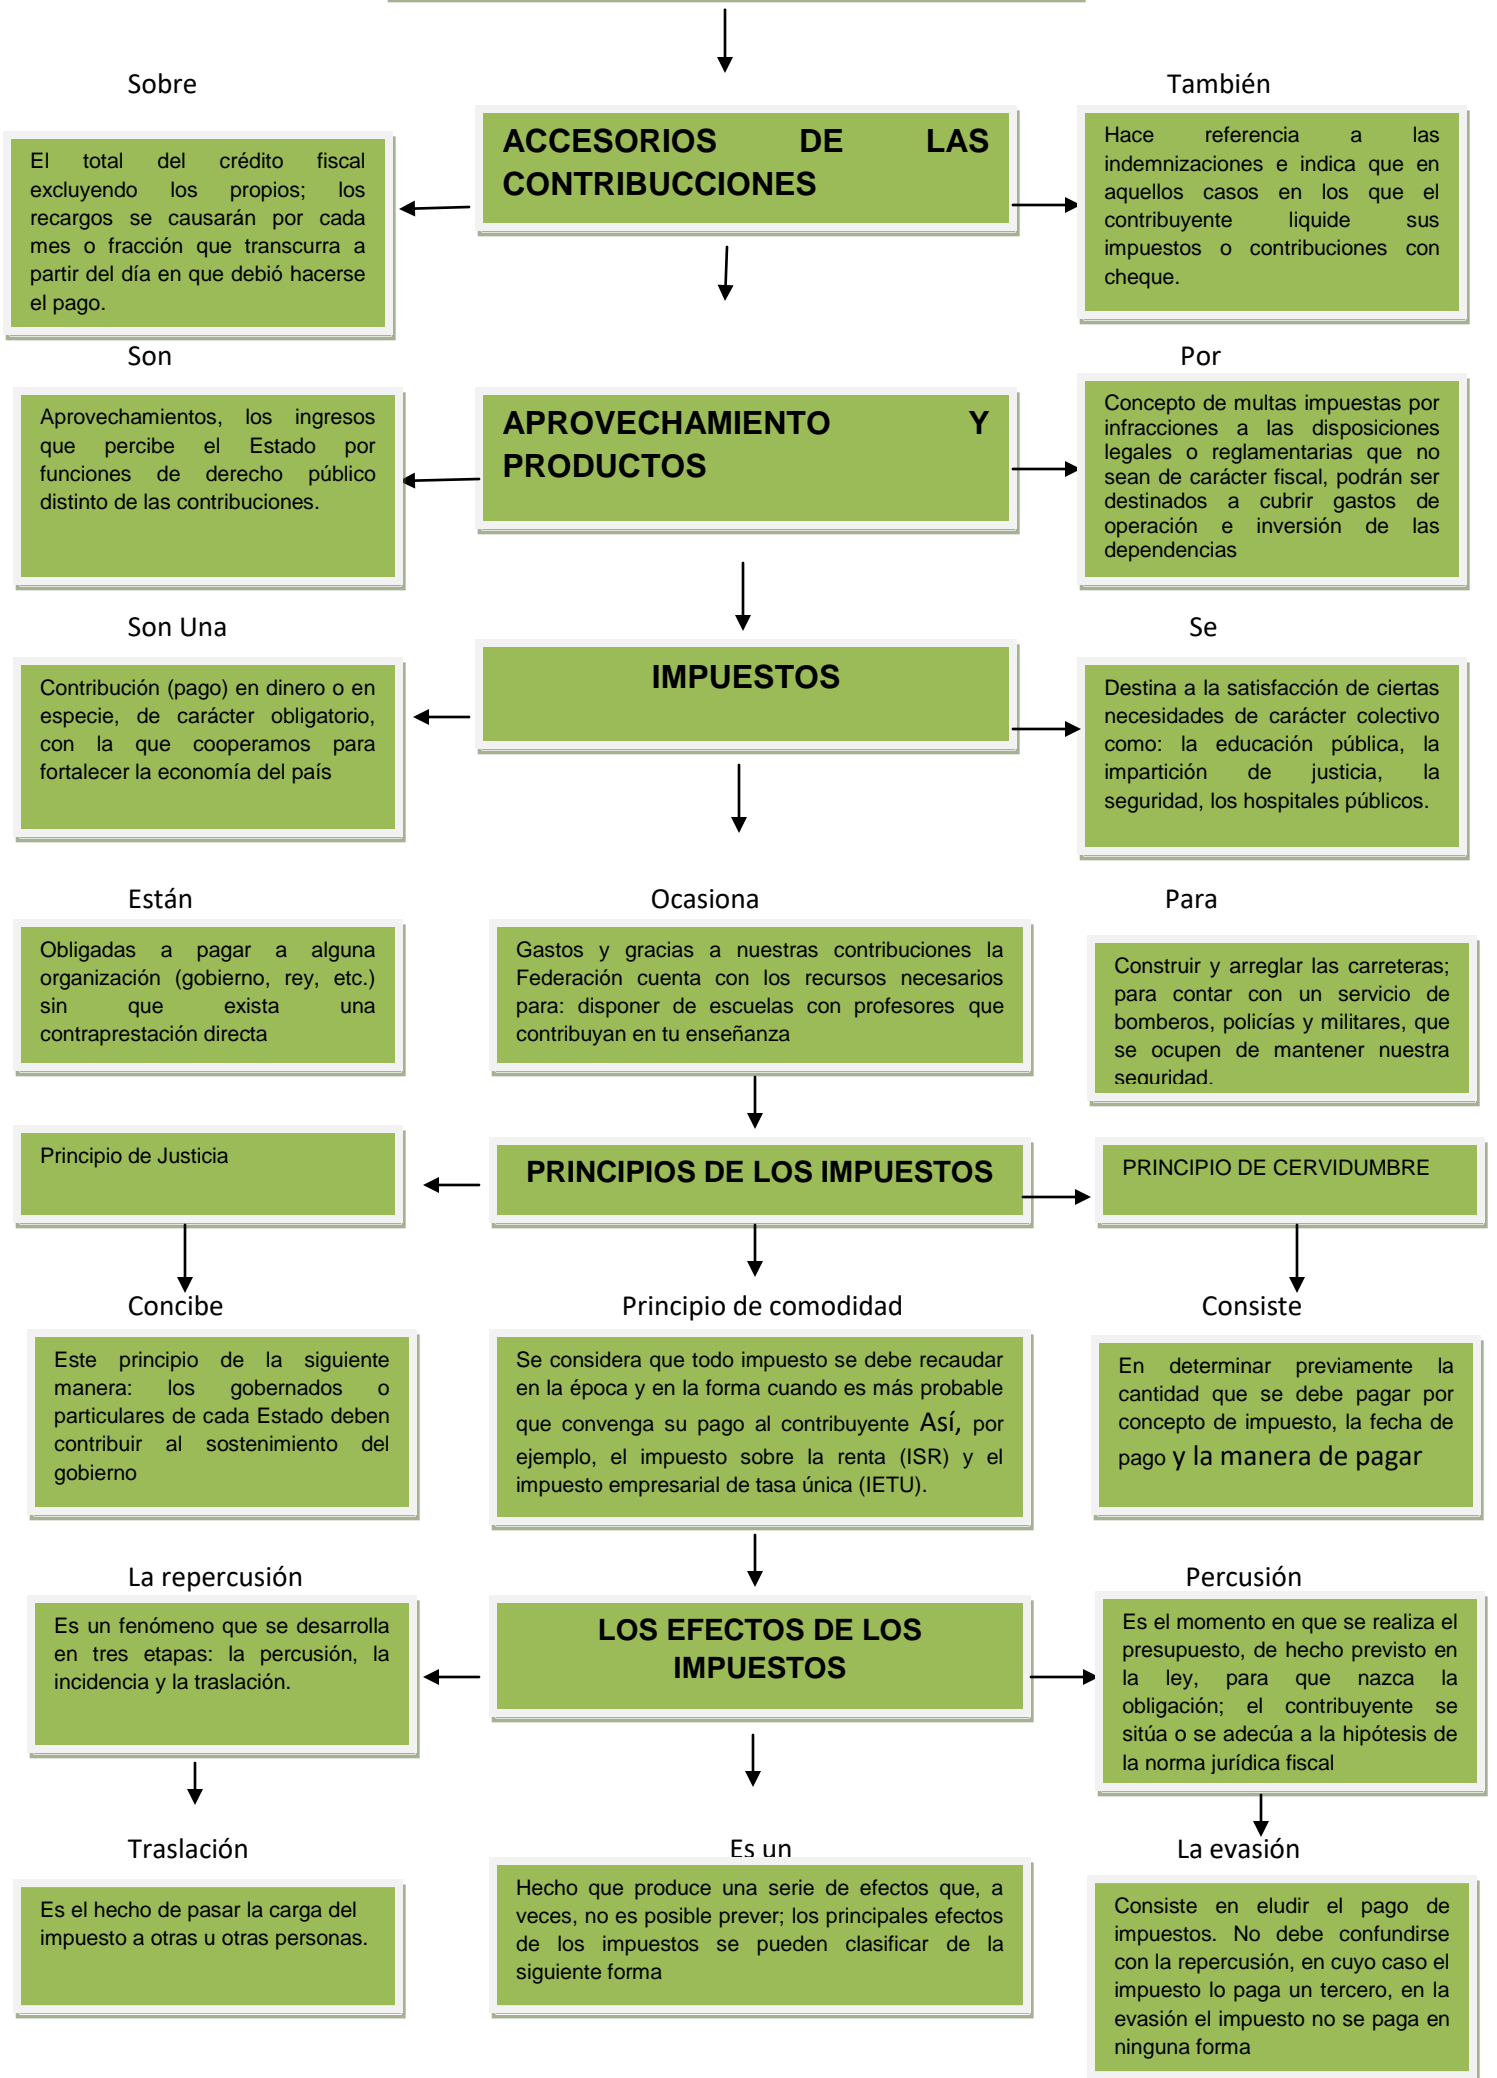 Sobre
El total del crédito fiscal
excluyendo los propios; los
recargos se causarán por cada
mes o fracción que transcurra a
partir del día en que debió hacerse
el pago.
ACCESORIOS DE LAS
CONTRIBUCCIONES
También
Hace referencia a las
indemnizaciones e indica que en
aquellos casos en los que el
contribuyente liquide sus
impuestos o contribuciones con
cheque.
Son
Aprovechamientos, los ingresos
que percibe el Estado por
funciones de derecho público
distinto de las contribuciones.
APROVECHAMIENTO Y
PRODUCTOS
Por
Concepto de multas impuestas por
infracciones a las disposiciones
legales o reglamentarias que no
sean de carácter fiscal, podrán ser
destinados a cubrir gastos de
operación e inversión de las
dependencias
Son Una
Contribución (pago) en dinero o en
especie, de carácter obligatorio,
con la que cooperamos para
fortalecer la economía del país
IMPUESTOS
Se
Destina a la satisfacción de ciertas
necesidades de carácter colectivo
como: la educación pública, la
impartición de justicia, la
seguridad, los hospitales públicos.
Están
Obligadas a pagar a alguna
organización (gobierno, rey, etc.)
sin que exista una
contraprestación directa
Ocasiona
Gastos y gracias a nuestras contribuciones la
Federación cuenta con los recursos necesarios
para: disponer de escuelas con profesores que
contribuyan en tu enseñanza
Para
Construir y arreglar las carreteras;
para contar con un servicio de
bomberos, policías y militares, que
se ocupen de mantener nuestra
seguridad.
Principio de Justicia
PRINCIPIOS DE LOS IMPUESTOS
PRINCIPIO DE CERVIDUMBRE
Concibe
Este principio de la siguiente
manera: los gobernados o
particulares de cada Estado deben
contribuir al sostenimiento del
gobierno
Principio de comodidad
Se considera que todo impuesto se debe recaudar
en la época y en la forma cuando es más probable
que convenga su pago al contribuyente Así, por
ejemplo, el impuesto sobre la renta (ISR) y el
impuesto empresarial de tasa única (IETU).
Consiste
En determinar previamente la
cantidad que se debe pagar por
concepto de impuesto, la fecha de
pago y la manera de pagar
La repercusión
Es un fenómeno que se desarrolla
en tres etapas: la percusión, la
incidencia y la traslación.
LOS EFECTOS DE LOS
IMPUESTOS
Percusión
Es el momento en que se realiza el
presupuesto, de hecho previsto en
la ley, para que nazca la
obligación; el contribuyente se
sitúa o se adecúa a la hipótesis de
la norma jurídica fiscal
Traslación
Es el hecho de pasar la carga del
impuesto a otras u otras personas.
Es un
Hecho que produce una serie de efectos que, a
veces, no es posible prever; los principales efectos
de los impuestos se pueden clasificar de la
siguiente forma
La evasión
Consiste en eludir el pago de
impuestos. No debe confundirse
con la repercusión, en cuyo caso el
impuesto lo paga un tercero, en la
evasión el impuesto no se paga en
ninguna forma